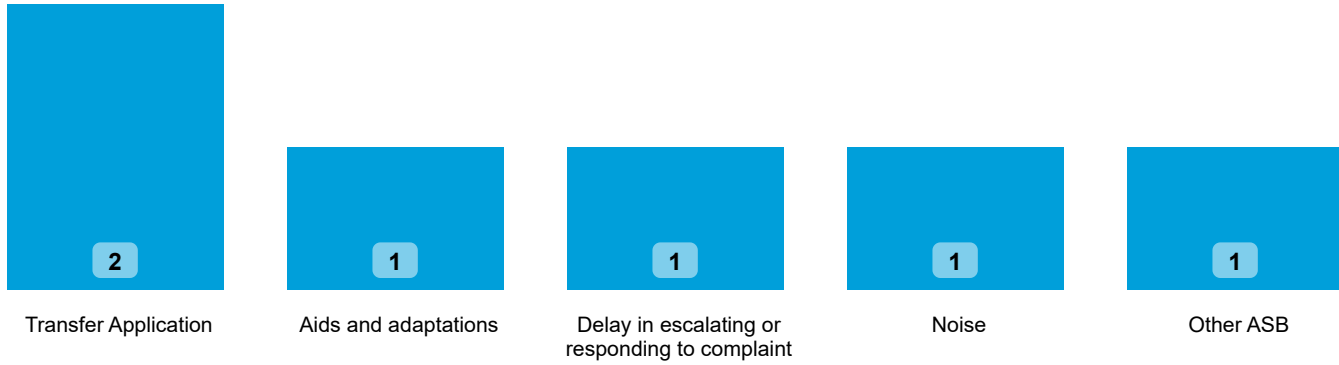 2
1
1
1
1
Transfer Application
Aids and adaptations
Delay in escalating or
responding to complaint
Noise
Other ASB